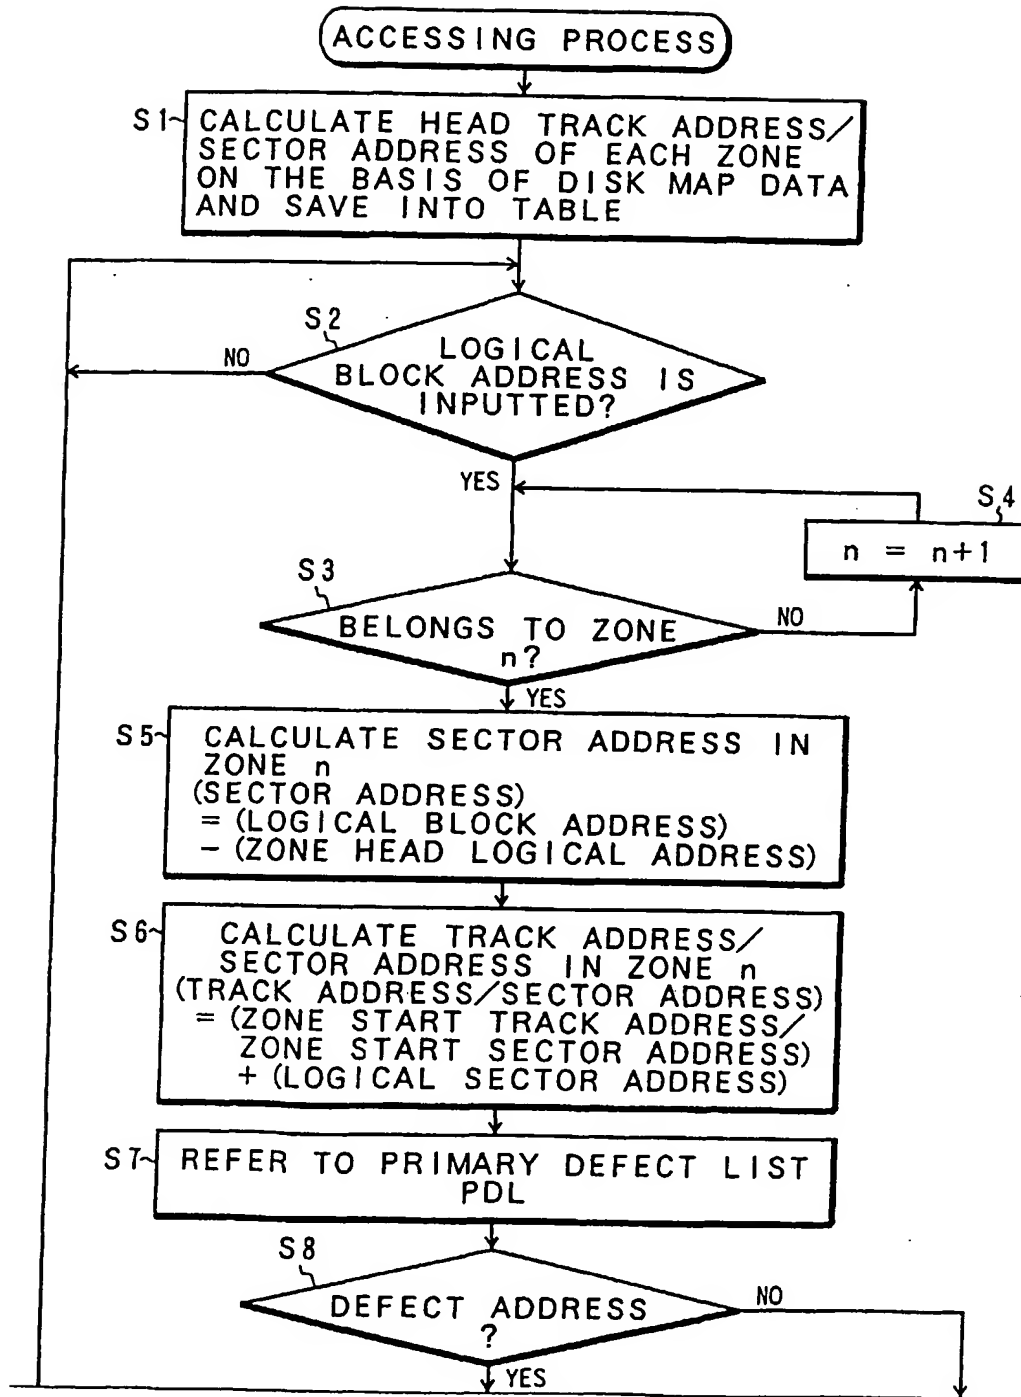 ACCESSING PROCESS
S1
CALCULATE HEAD TRACK ADDRESS/
SECTOR ADDRESS OF EACH ZONE
ON THE BASIS OF DISK MAP DATA
AND SAVE INTO TABLE
S2
LOGICAL
BLOCK ADDRESS IS
INPUTTED?
NO
YES
S4
n = n+1
S3
BELONGS TO ZONE
n?
NO
YES
S5
CALCULATE SECTOR ADDRESS IN
ZONE n
(SECTOR ADDRESS)
= (LOGICAL BLOCK ADDRESS)
- (ZONE HEAD LOGICAL ADDRESS)
S6
CALCULATE TRACK ADDRESS/
SECTOR ADDRESS IN ZONE n
(TRACK ADDRESS/SECTOR ADDRESS)
= (ZONE START TRACK ADDRESS/
ZONE START SECTOR ADDRESS)
+ (LOGICAL SECTOR ADDRESS)
S7
REFER TO PRIMARY DEFECT LIST
PDL
S8
DEFECT ADDRESS
?
NO
YES